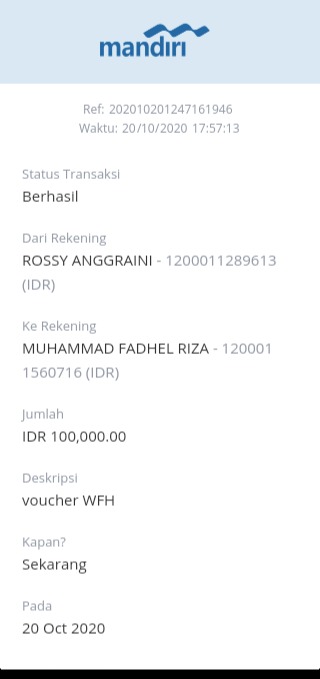 mandiri
Ref: 202010201247161946
Waktu: 20/10/2020 17:57:13
Status Transaksi
Berhasil
Dari Rekening
ROSSY ANGGRAINI - 1200011289613
(IDR)
Ke Rekening
MUHAMMAD FADHEL RIZA - 120001
1560716 (IDR)
Jumlah
IDR 100,000.00
Deskripsi
voucher WFH
Kapan?
Sekarang
Pada
20 Oct 2020